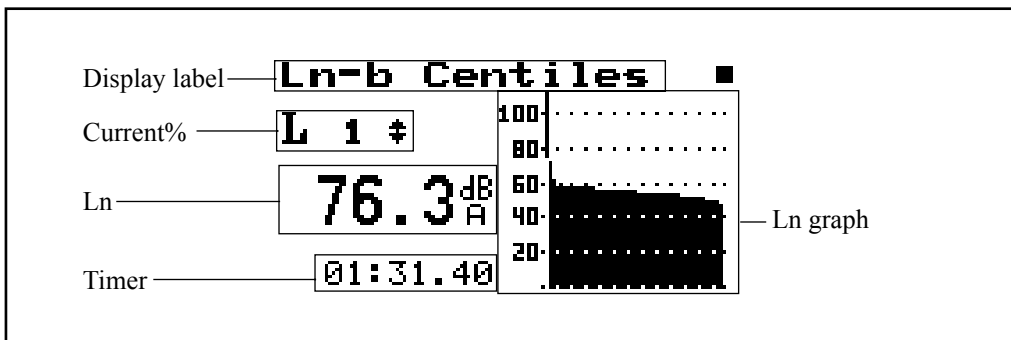 Display label
Ln-b Centiles
Current%
L 1
Ln
76.3 dB A
Timer
01:31.40
100
80
60
40
20
Ln graph